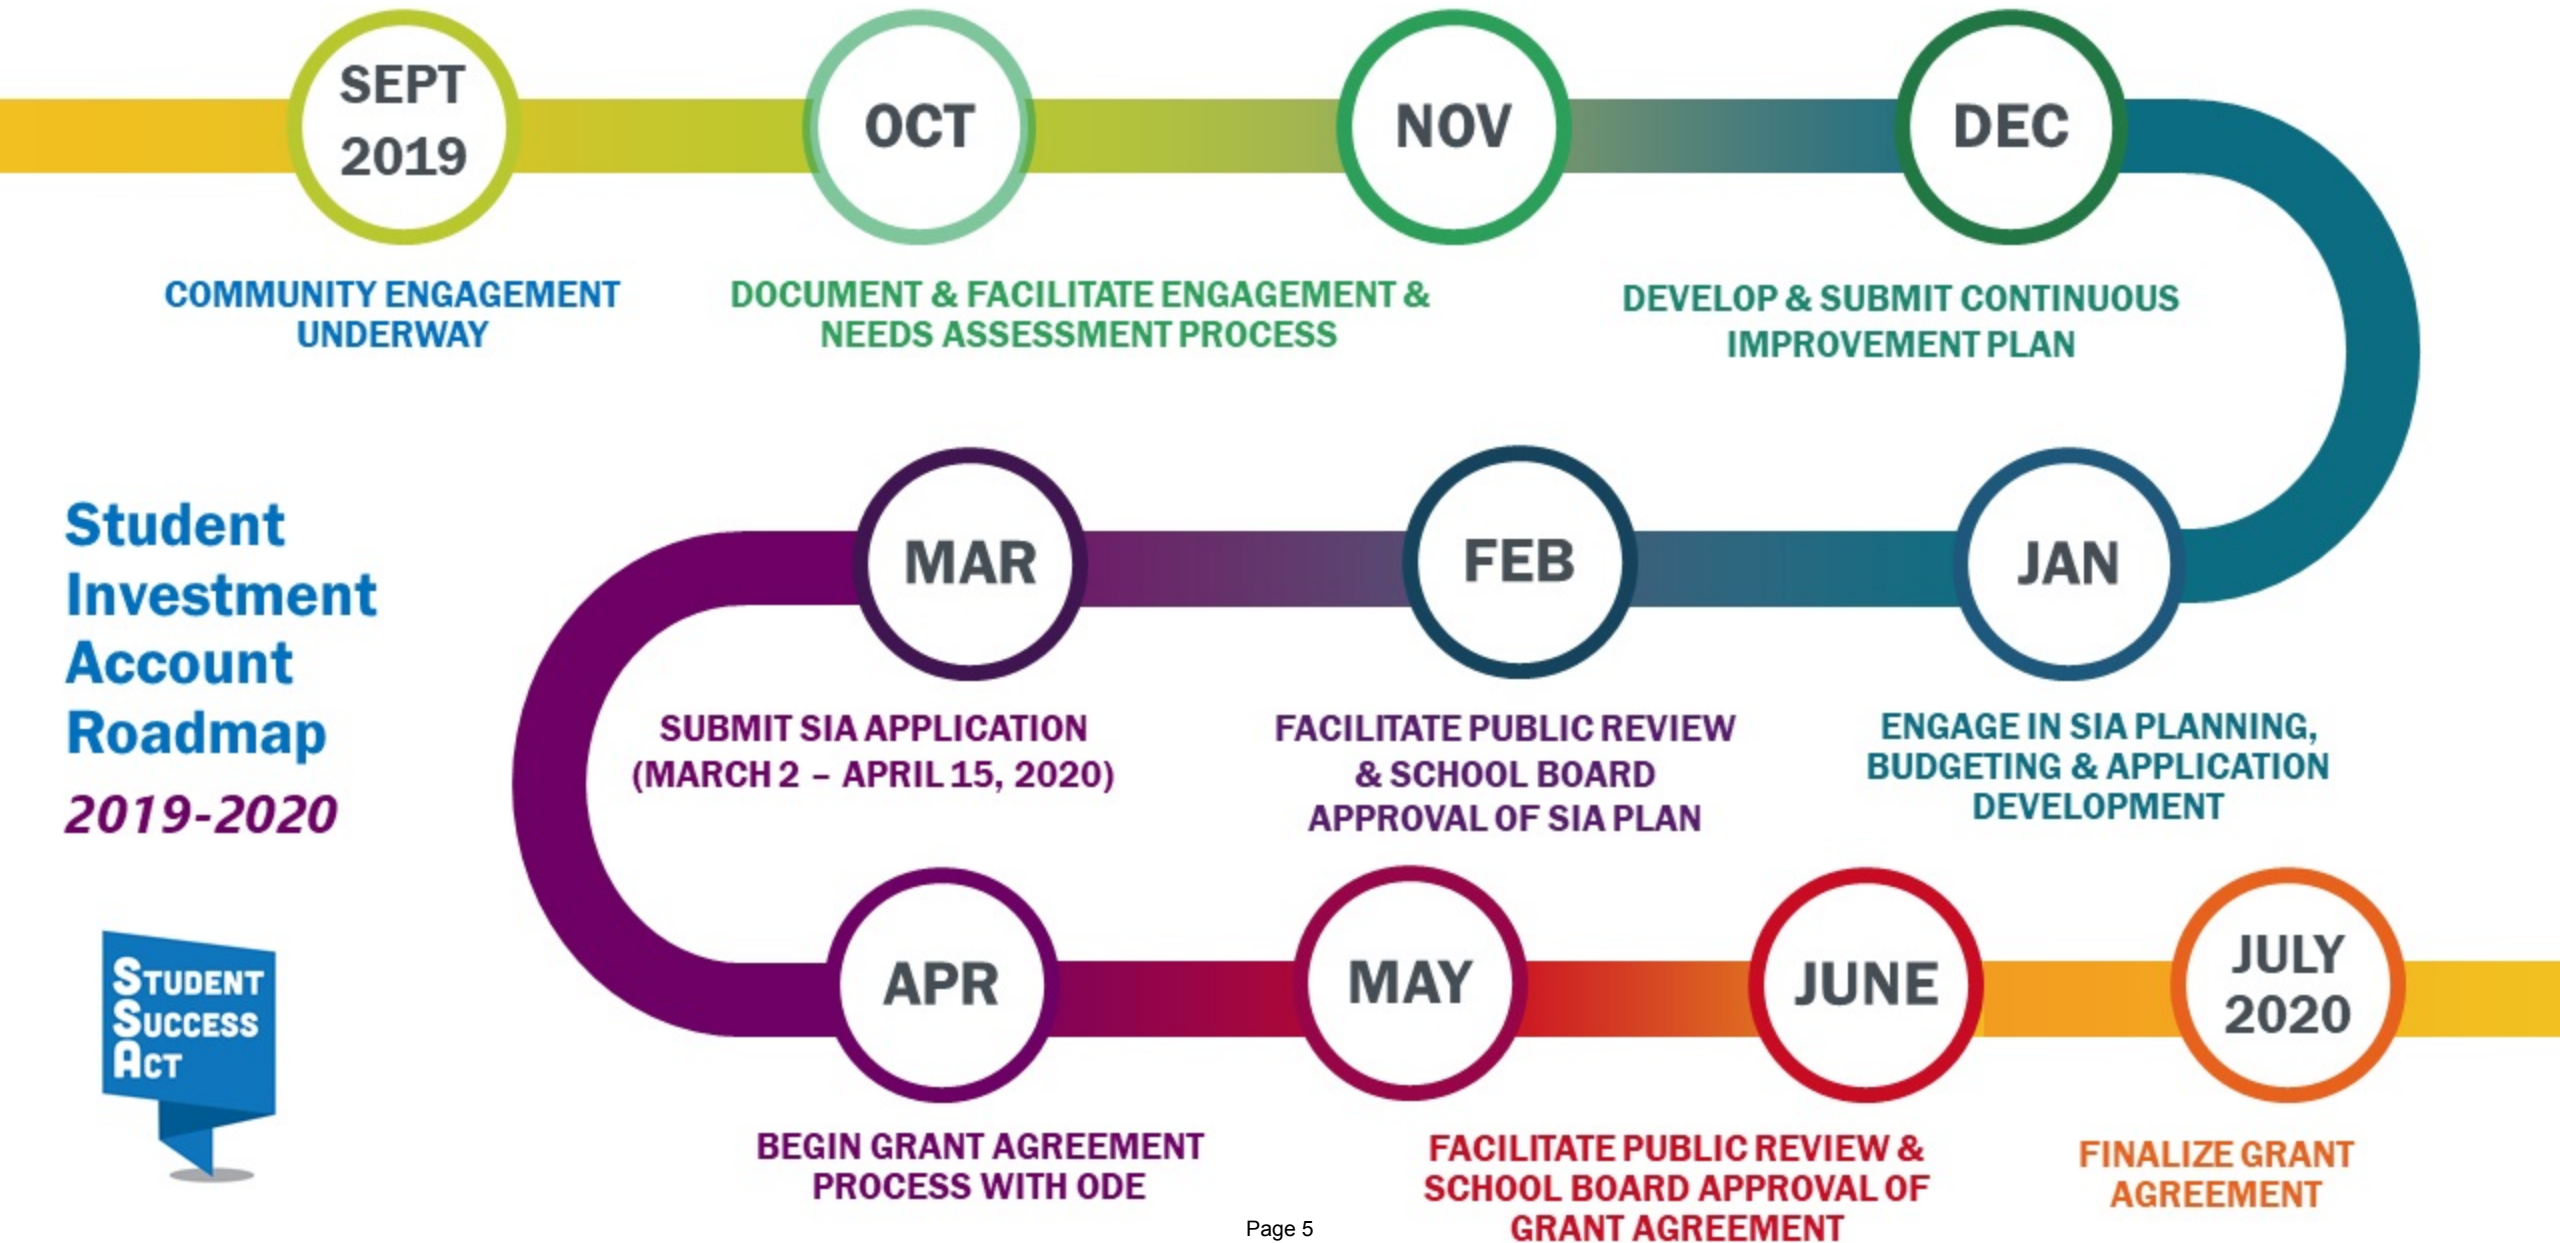 SEPT
2019
OCT
NOV
DEC
COMMUNITY ENGAGEMENT
UNDERWAY
DOCUMENT & FACILITATE ENGAGEMENT &
NEEDS ASSESSMENT PROCESS
DEVELOP & SUBMIT CONTINUOUS
IMPROVEMENT PLAN
Student
Investment
Account
Roadmap
2019-2020
JAN
FEB
MAR
ENGAGE IN SIA PLANNING,
BUDGETING & APPLICATION
DEVELOPMENT
FACILITATE PUBLIC REVIEW
& SCHOOL BOARD
APPROVAL OF SIA PLAN
SUBMIT SIA APPLICATION
(MARCH 2 – APRIL 15, 2020)
STUDENT
SUCCESS
ACT
APR
MAY
JUNE
JULY
2020
BEGIN GRANT AGREEMENT
PROCESS WITH ODE
FACILITATE PUBLIC REVIEW &
SCHOOL BOARD APPROVAL OF
GRANT AGREEMENT
FINALIZE GRANT
AGREEMENT
Page 5